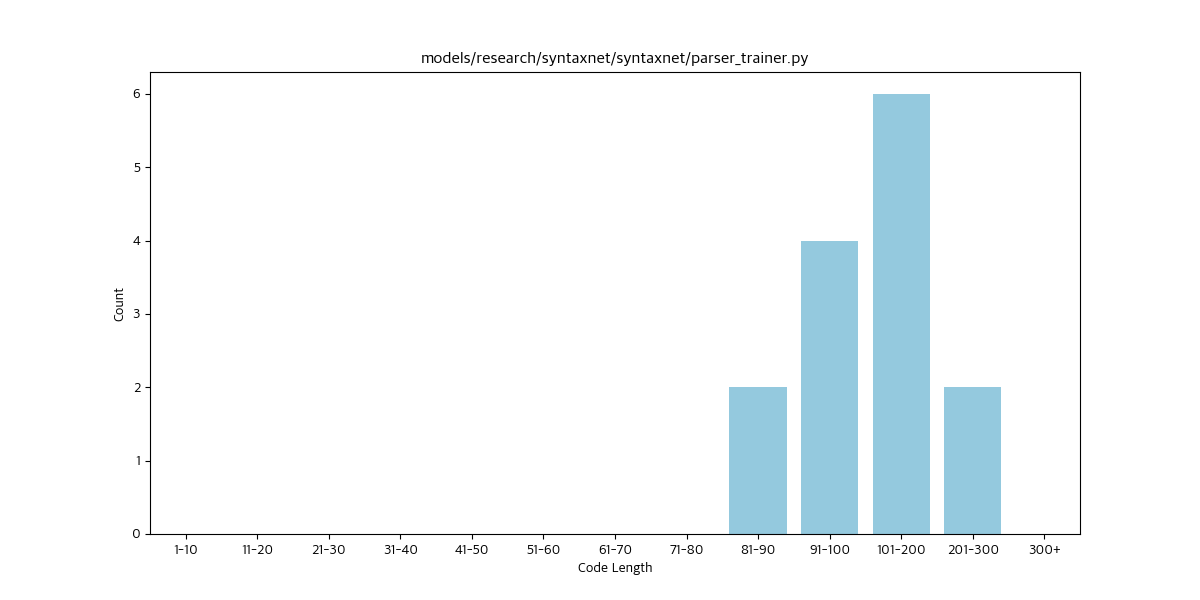 models/research/syntaxnet/syntaxnet/parser_trainer.py
Count
6
5
4
3
2
1
0
1-10 11-20 21-30 31-40 41-50 51-60 61-70 71-80 81-90 91-100 101-200 201-300 300+
Code Length